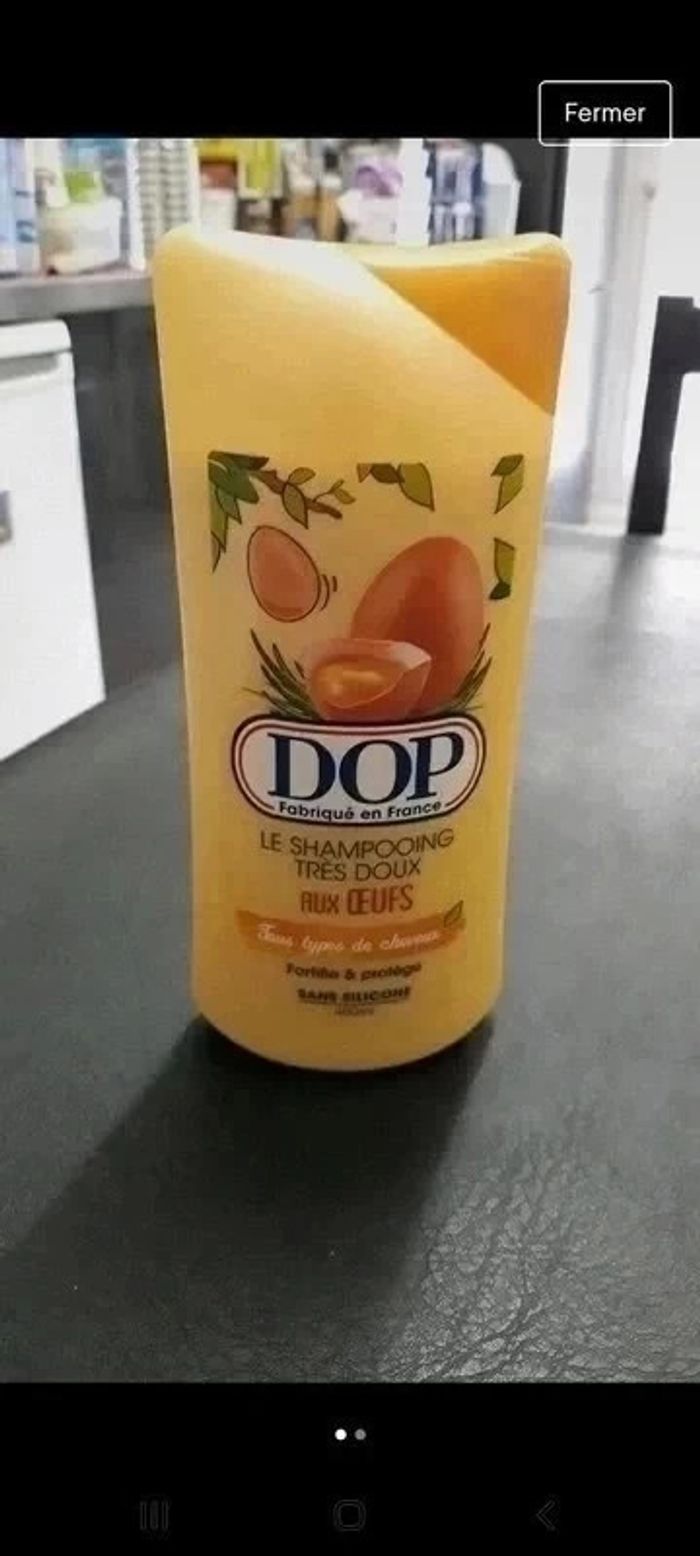 Fermer
DOP
Fabriqué en France
LE SHAMPOOING
TRÈS DOUX
AUX ŒUFS
Tous types de cheveux
Fortifie & protège
SANS SILICONE